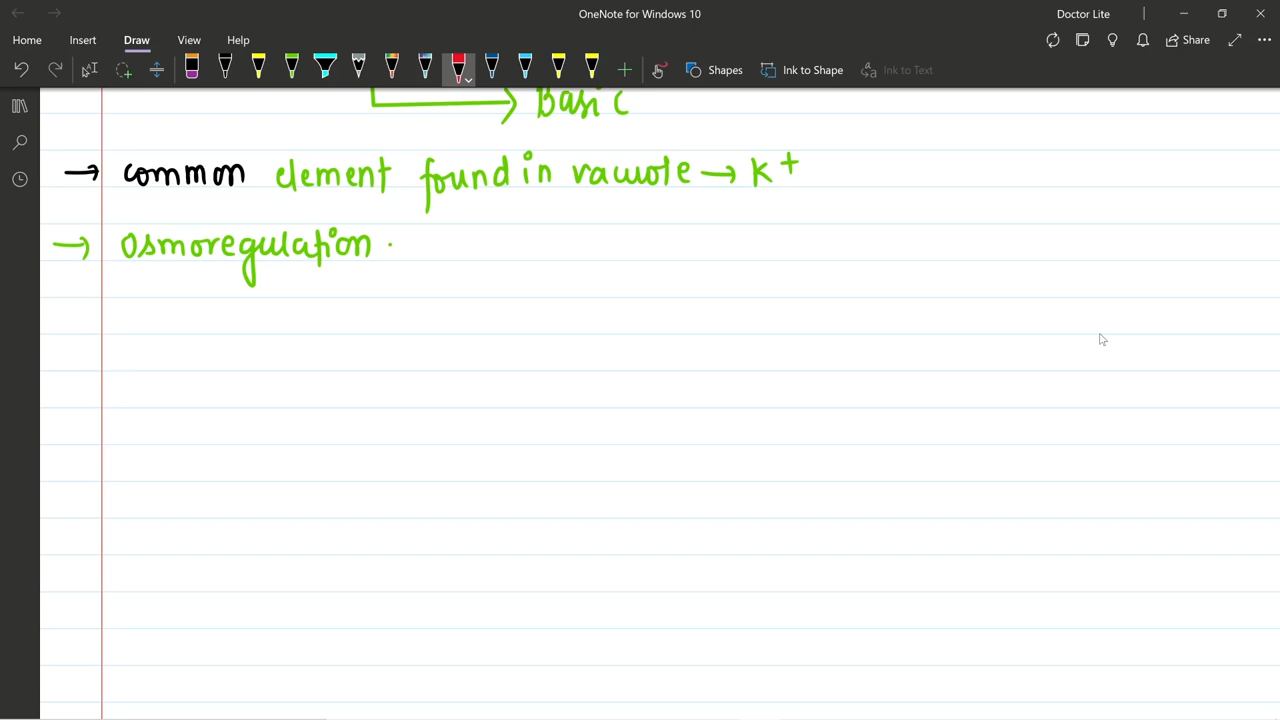 OneNote for Windows 10
Doctor Lite
Home Insert Draw View Help
Share
Shapes Ink to Shape Ink to Text
Basic
→ common element found in vacuole → K+
→ Osmoregulation .